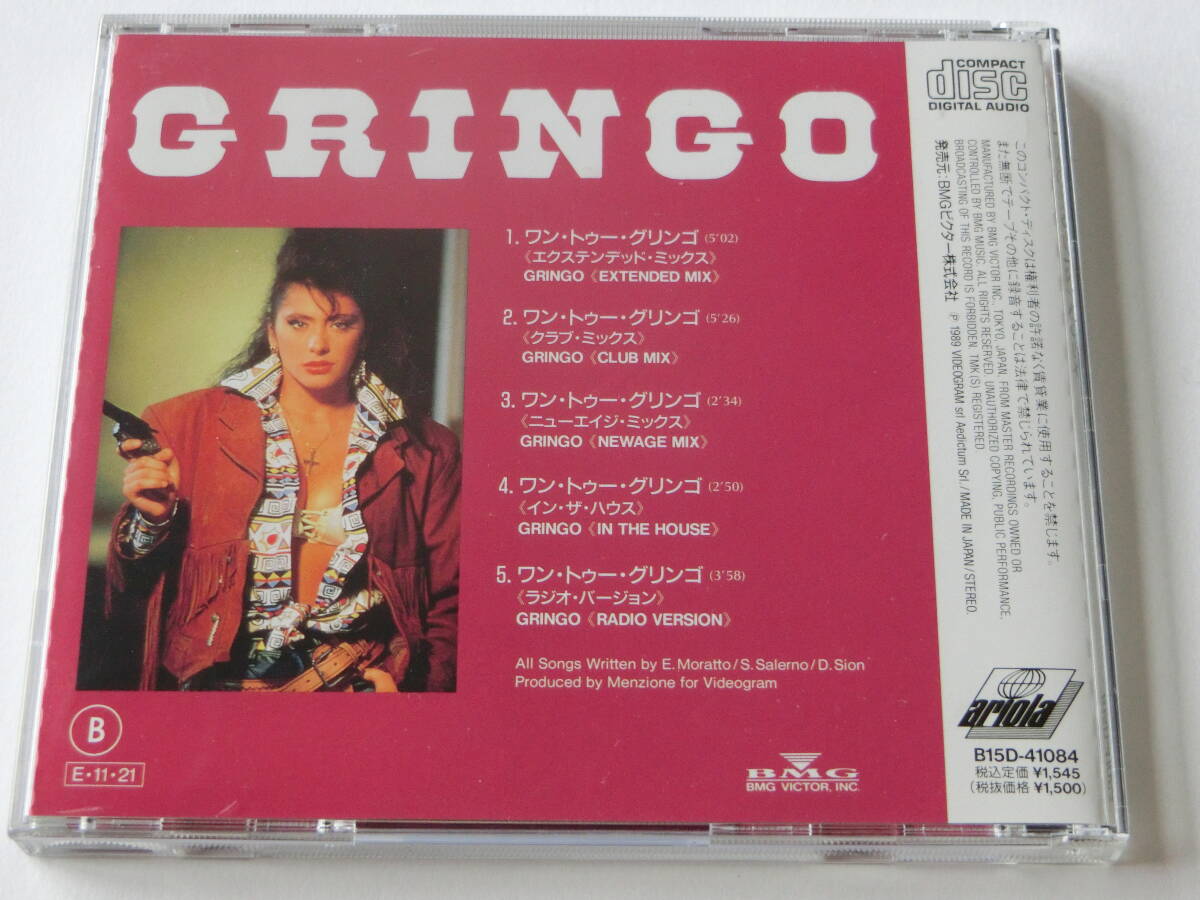 GRINGO
1. ワン・トゥー・グリンゴ (5'02)
《エクステンデッド・ミックス》
GRINGO《EXTENDED MIX》
2. ワン・トゥー・グリンゴ (5'26)
《クラブ・ミックス》
GRINGO《CLUB MIX》
3. ワン・トゥー・グリンゴ (2'34)
《ニューエイジ・ミックス》
GRINGO《NEWAGE MIX》
4. ワン・トゥー・グリンゴ (2'50)
《イン・ザ・ハウス》
GRINGO《IN THE HOUSE》
5. ワン・トゥー・グリンゴ (3'58)
《ラジオ・バージョン》
GRINGO《RADIO VERSION》
All Songs Written by E. Moratto/S. Salerno/D. Sion
Produced by Menzione for Videogram
B
E・11・21
BMG
BMG VICTOR, INC.
COMPACT
disc
DIGITAL AUDIO
このコンパクト・ディスクは権利者の許諾なく賃貸業に使用することを禁じます。
また無断でテープその他に録音することは法律で禁じられています。
MANUFACTURED BY BMG VICTOR INC., TOKYO, JAPAN. FROM MASTER RECORDINGS OWNED OR
CONTROLLED BY BMG MUSIC. ALL RIGHTS RESERVED. UNAUTHORIZED COPYING, PUBLIC PERFORMANCE,
BROADCASTING OF THIS RECORD IS FORBIDDEN. TMK(S) REGISTERED.
発売元:BMGビクター株式会社 ℗ 1989 VIDEOGRAM srl Aedictum Srl./MADE IN JAPAN/STEREO.
ariola
B15D-41084
税込定価 ¥1,545
(税抜価格 ¥1,500)